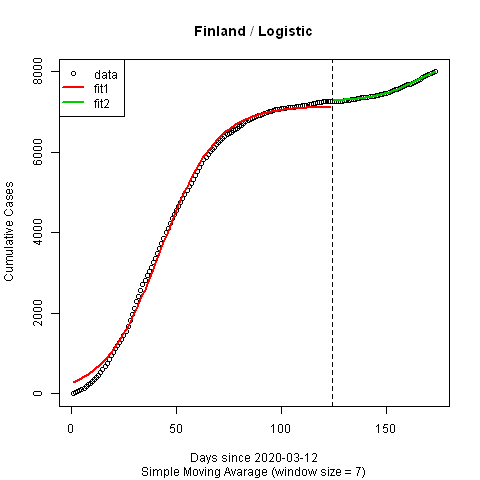 Finland / Logistic
data
fit1
fit2
Cumulative Cases
8000
6000
4000
2000
0
0 50 100 150
Days since 2020-03-12
Simple Moving Avarage (window size = 7)